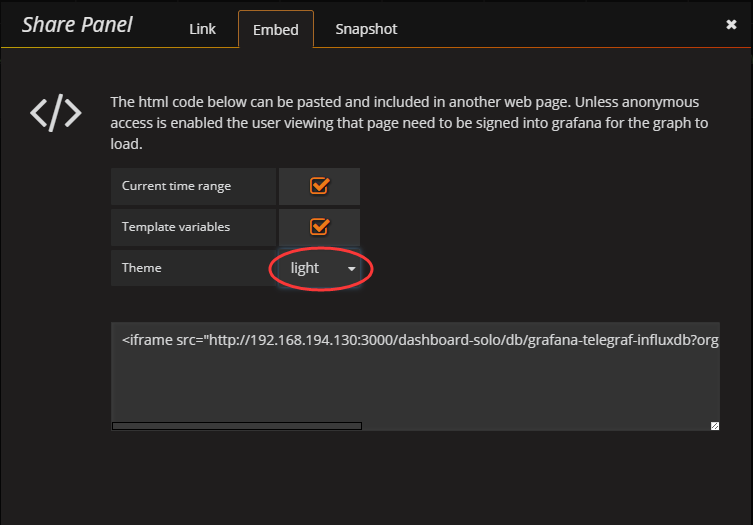 Share Panel
Link
Embed
Snapshot
The html code below can be pasted and included in another web page. Unless anonymous
access is enabled the user viewing that page need to be signed into grafana for the graph to
load.
Current time range
Template variables
Theme
light
<iframe src="http://192.168.194.130:3000/dashboard-solo/db/grafana-telegraf-influxdb?org